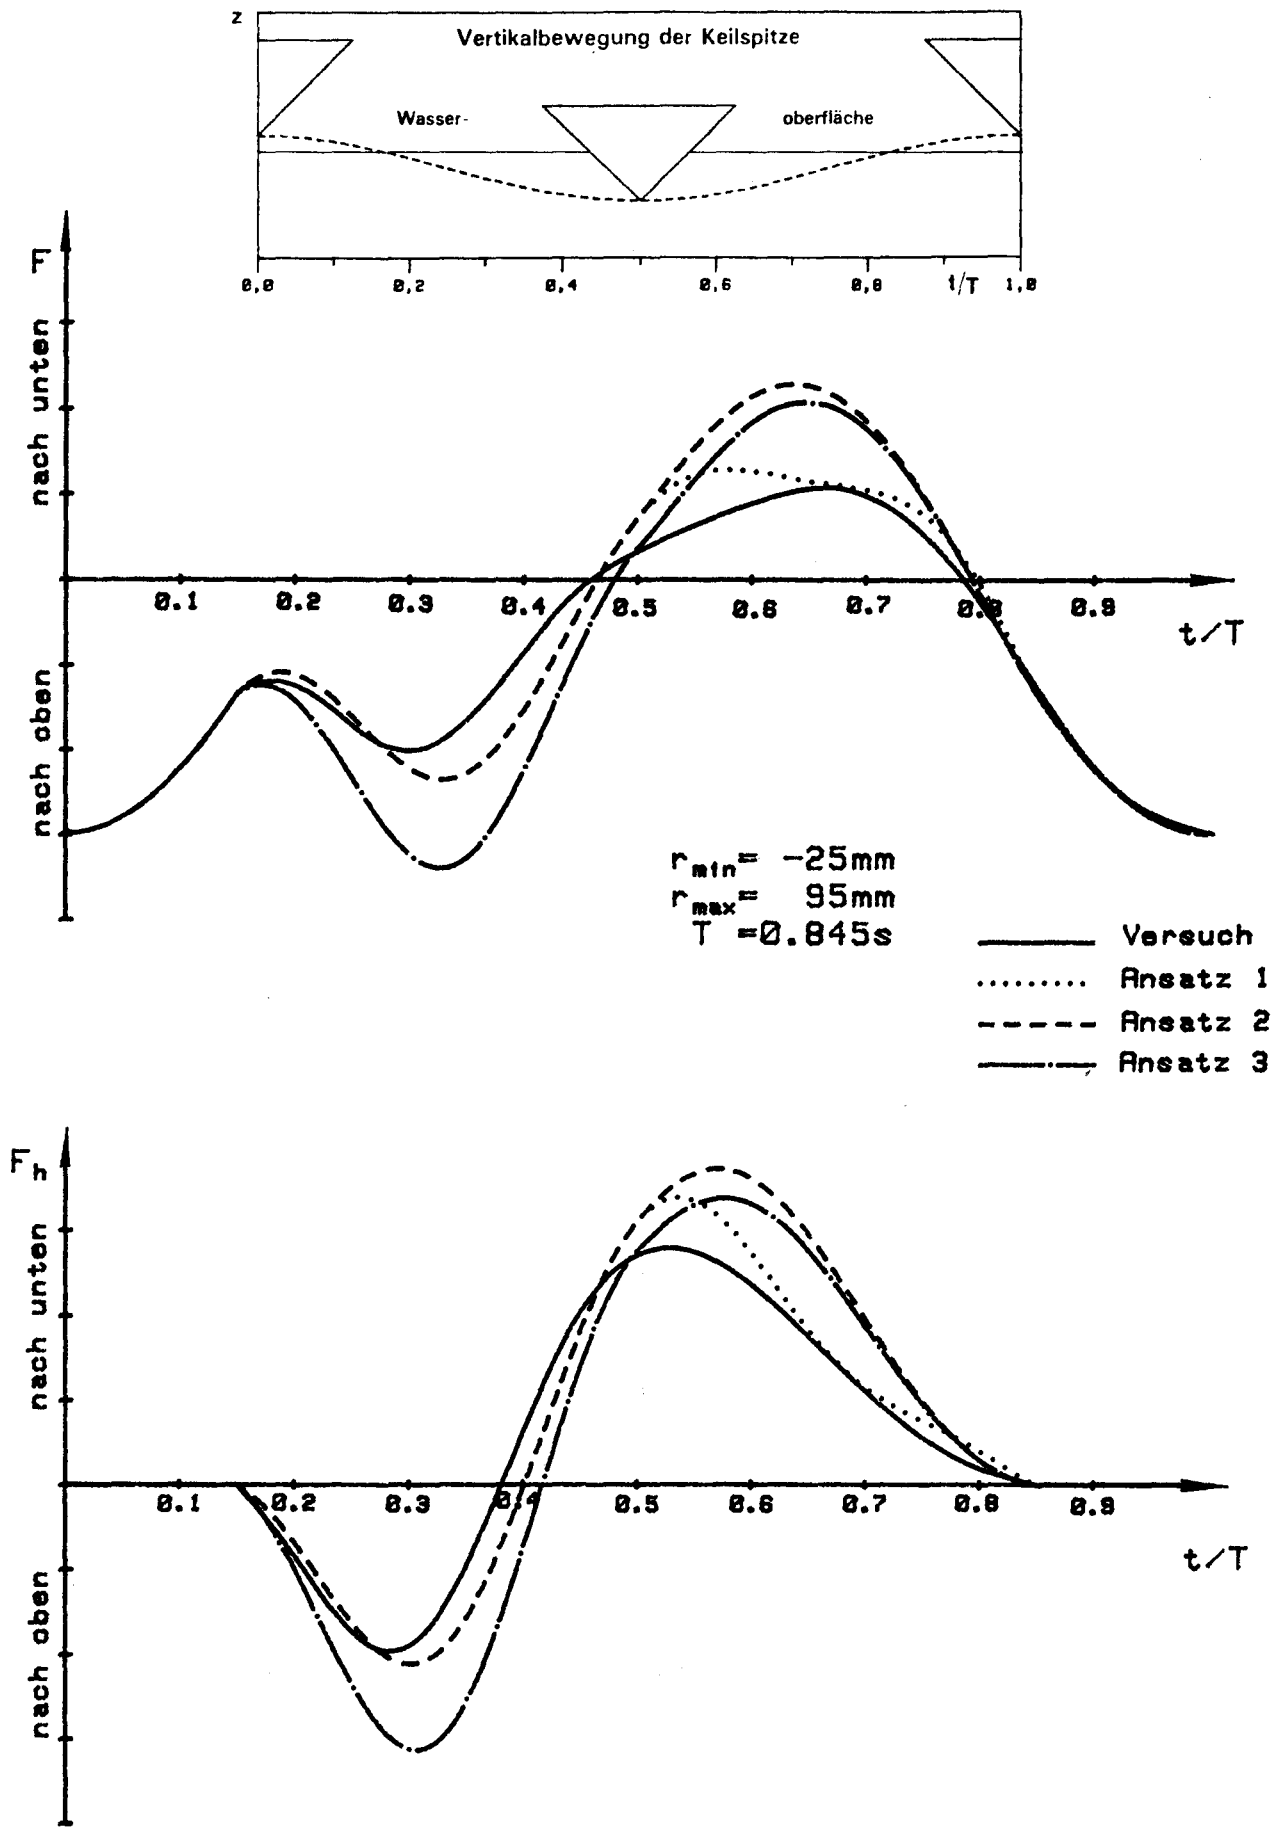 z
Vertikalbewegung der Keilspitze
Wasser- oberfläche
0,0 0,2 0,4 0,6 0,8 t/T 1,0
F
nach unten
0.1 0.2 0.3 0.4 0.5 0.6 0.7 0.8 0.9
t/T
nach oben
r min = -25mm
r max = 95mm
T =0.845s
Versuch
Ansatz 1
Ansatz 2
Ansatz 3
F h
nach unten
0.1 0.2 0.3 0.4 0.5 0.6 0.7 0.8 0.9
t/T
nach oben